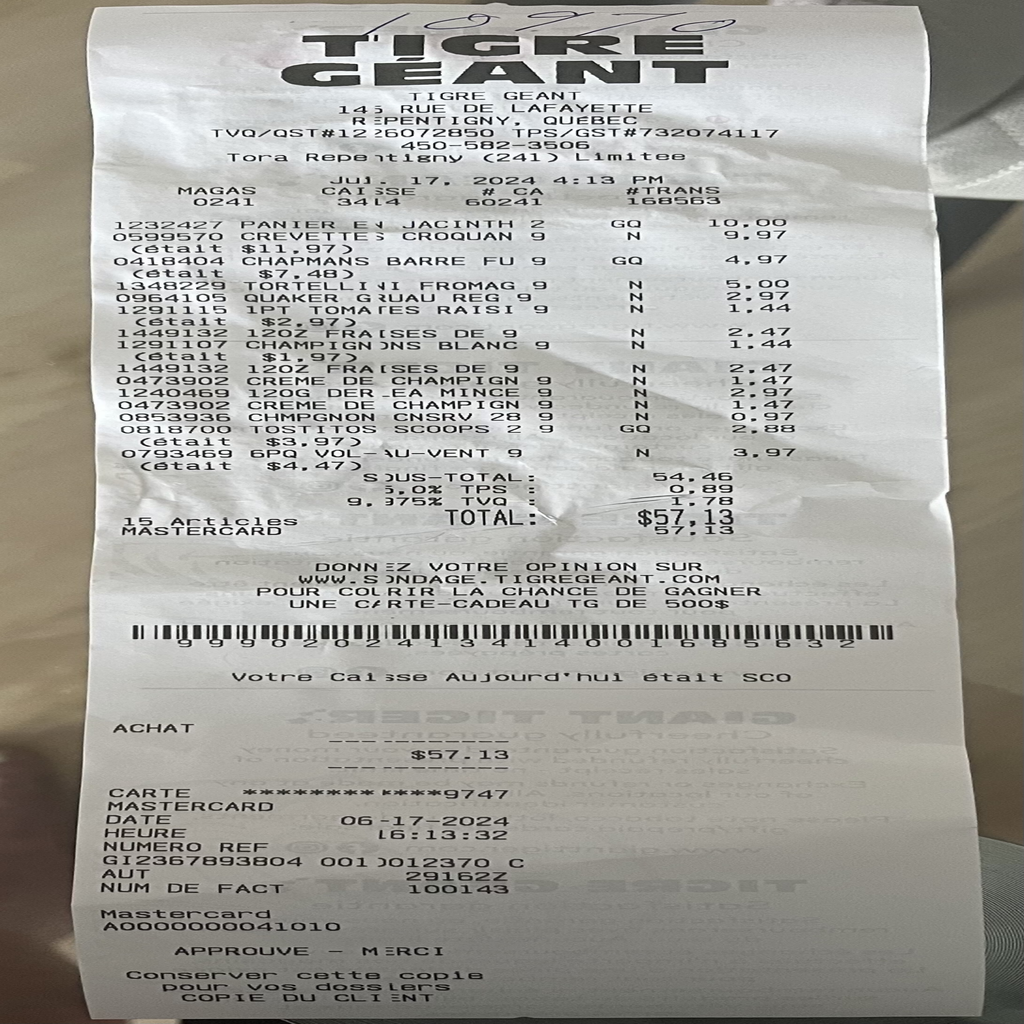 10970
TIGRE
GÉANT
TIGRE GEANT
145 RUE DE LAFAYETTE
REPENTIGNY, QUÉBEC
TVQ/QST#1226072850 TPS/GST#732074117
450-582-3506
Tora Repentigny (241) Limitee
Jul. 17, 2024 4:13 PM
MAGAS CAISSE # CA #TRANS
0241 3414 60241 168563
1232427 PANIER EN JACINTH 2 GQ 10.00
0599570 CREVETTES CROQUAN 9 N 9.97
(était $11.97)
0418404 CHAPMANS BARRE FU 9 GQ 4.97
(était $7.48)
1348229 TORTELLINI FROMAG 9 N 5.00
0964105 QUAKER GRUAU REG 9 N 2.97
1291115 1PT TOMATES RAISI 9 N 1.44
(était $2.97)
1449132 12OZ FRAISES DE 9 N 2.47
1291107 CHAMPIGNONS BLANC 9 N 1.44
(était $1.97)
1449132 12OZ FRAISES DE 9 N 2.47
0473902 CREME DE CHAMPIGN 9 N 1.47
1240469 120G DER LEA MINCE 9 N 2.97
0473902 CREME DE CHAMPIGN 9 N 1.47
0853936 CHMPGNON CNSRV 28 9 N 0.97
0818700 TOSTITOS SCOOPS 2 9 GQ 2.88
(était $3.97)
0793469 6PQ VOL-AU-VENT 9 N 3.97
(était $4.47)
SOUS-TOTAL: 54.46
5.0% TPS : 0.89
9.975% TVQ : 1.78
TOTAL: $57.13
15 Articles
MASTERCARD 57.13
DONNEZ VOTRE OPINION SUR
WWW.SONDAGE.TIGREGEANT.COM
POUR COURIR LA CHANCE DE GAGNER
UNE CARTE-CADEAU TG DE 500$
9990202413414001685632
Votre Caisse Aujourd'hui était SCO
ACHAT
$57.13
CARTE ************9747
MASTERCARD
DATE 06-17-2024
HEURE 16:13:32
NUMERO REF
GI2367893804 0010012370 C
AUT 29162Z
NUM DE FACT 100143
Mastercard
A0000000041010
APPROUVE - MERCI
Conserver cette copie
pour vos dossiers
COPIE DU CLIENT